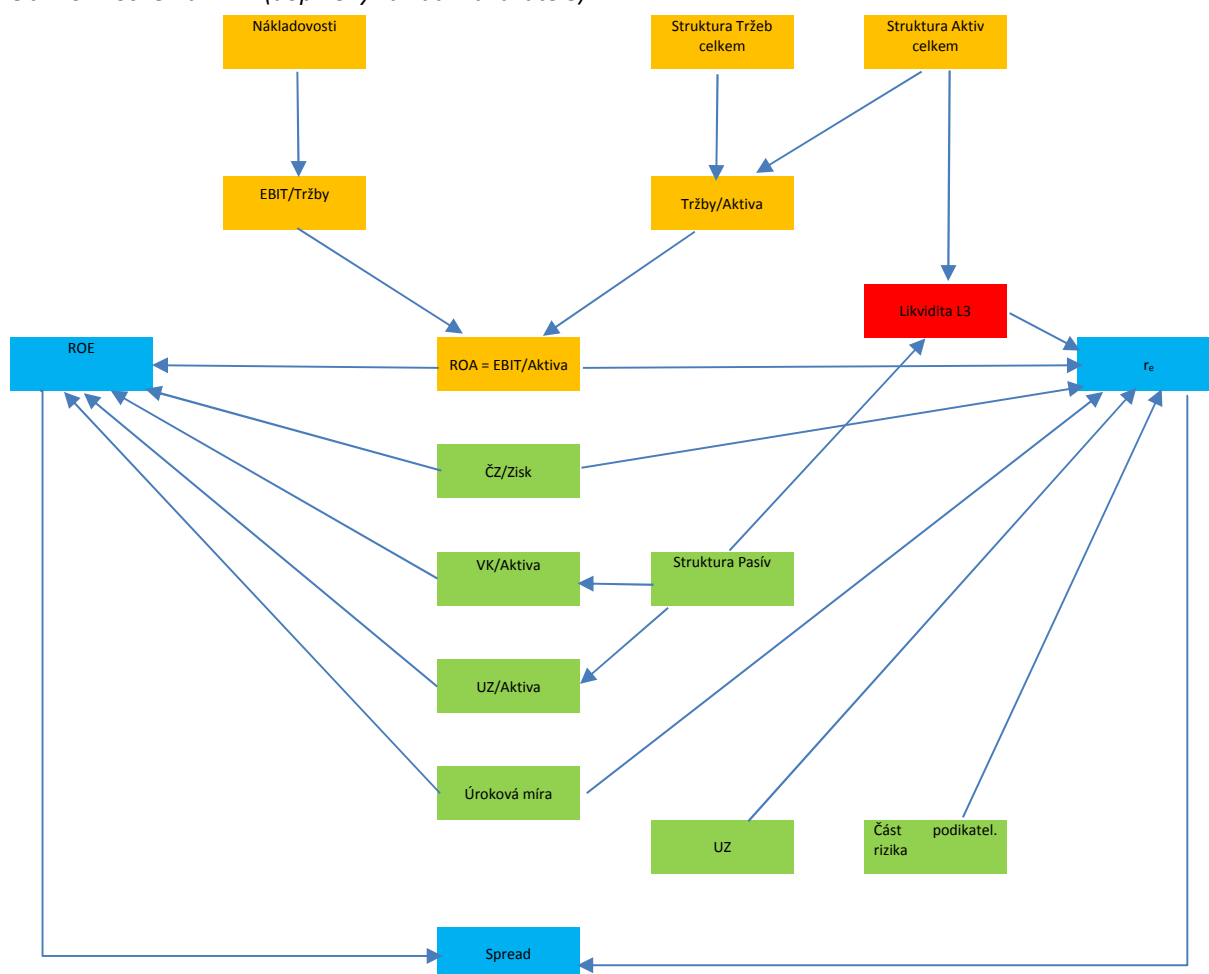 Nákladovosti
Struktura Tržeb
celkem
Struktura Aktiv
celkem
EBIT/Tržby
Tržby/Aktiva
Likvidita L3
ROE
ROA = EBIT/Aktiva
rₑ
ČZ/Zisk
VK/Aktiva
Struktura Pasív
UZ/Aktiva
Úroková míra
UZ
Část podikatel.
rizika
Spread